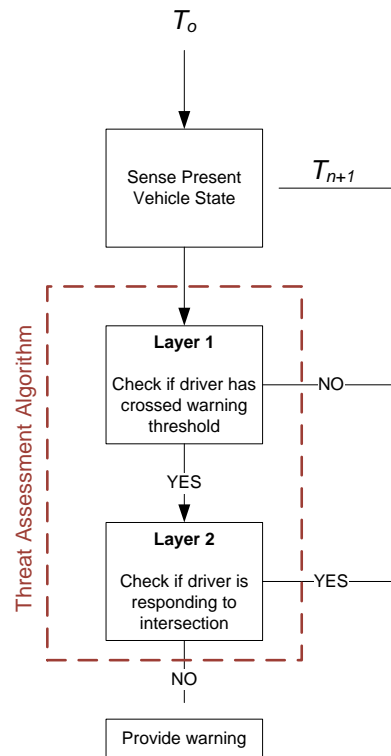 To
Sense Present
Vehicle State
Tn+1
Threat Assessment Algorithm
Layer 1
Check if driver has
crossed warning
threshold
NO
YES
Layer 2
Check if driver is
responding to
intersection
YES
NO
Provide warning